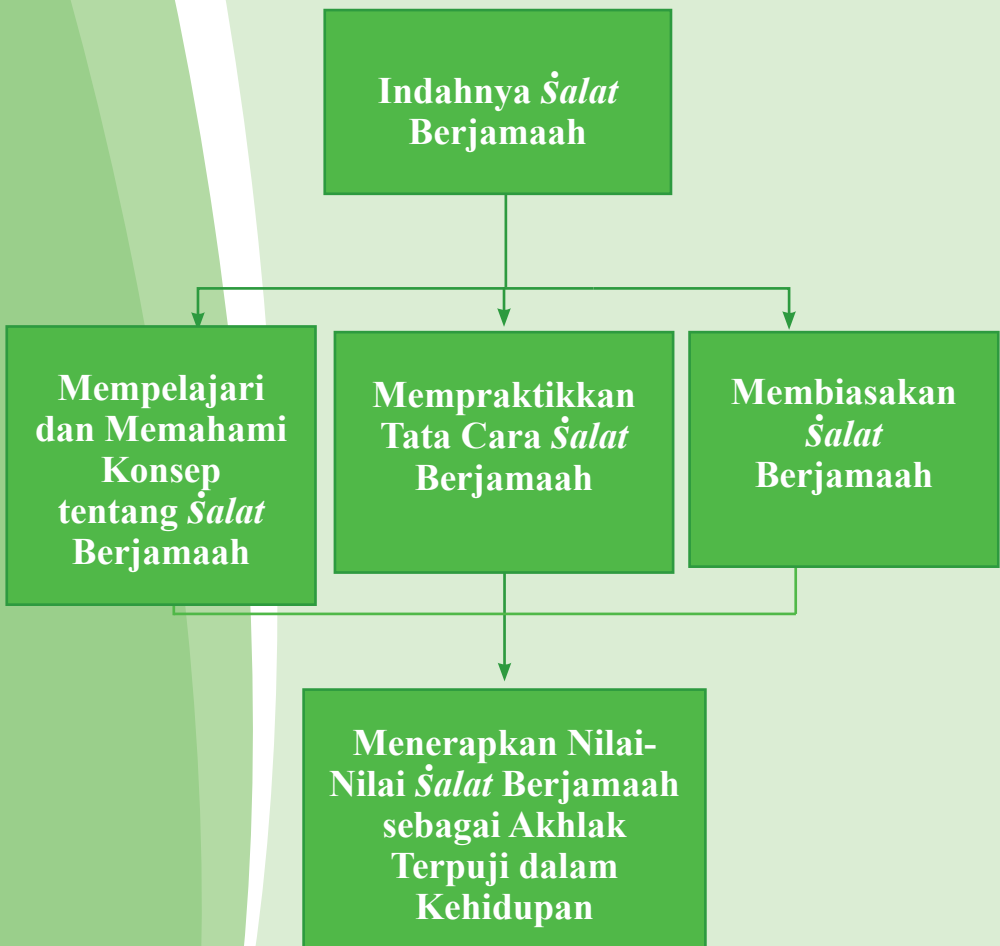 Indahnya ṡalat
Berjamaah
Mempelajari
dan Memahami
Konsep
tentang ṡalat
Berjamaah
Mempraktikkan
Tata Cara ṡalat
Berjamaah
Membiasakan
ṡalat
Berjamaah
Menerapkan Nilai-
Nilai ṡalat Berjamaah
sebagai Akhlak
Terpuji dalam
Kehidupan